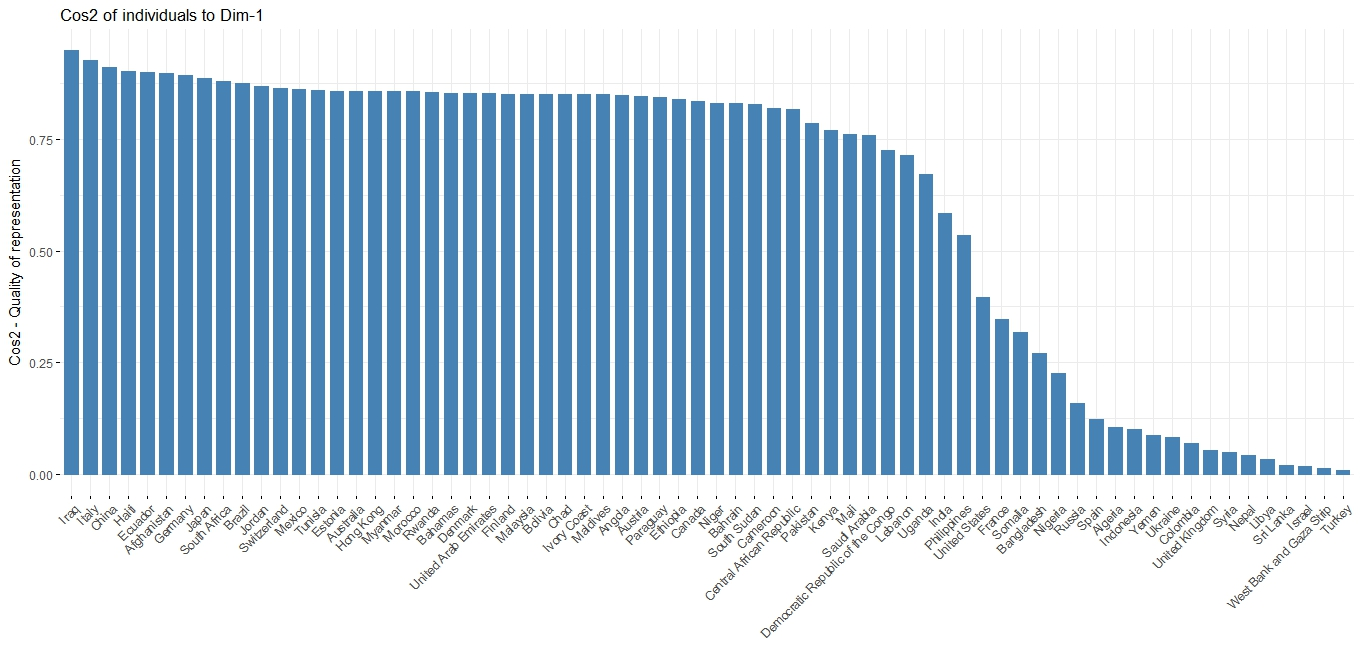 Cos2 of individuals to Dim-1
Cos2 - Quality of representation
0.75
0.50
0.25
0.00
Iraq
Italy
China
Haiti
Ecuador
Afghanistan
Germany
Japan
South Africa
Brazil
Jordan
Switzerland
Mexico
Tunisia
Estonia
Australia
Hong Kong
Myanmar
Morocco
Rwanda
Bahamas
Denmark
United Arab Emirates
Finland
Malaysia
Bolivia
Chad
Ivory Coast
Maldives
Angola
Austria
Paraguay
Ethiopia
Canada
Niger
Bahrain
South Sudan
Cameroon
Central African Republic
Pakistan
Kenya
Mali
Saudi Arabia
Democratic Republic of the Congo
Lebanon
Uganda
India
Philippines
United States
France
Somalia
Bangladesh
Nigeria
Russia
Spain
Algeria
Indonesia
Yemen
Ukraine
Colombia
United Kingdom
Syria
Nepal
Libya
Sri Lanka
Israel
West Bank and Gaza Strip
Turkey